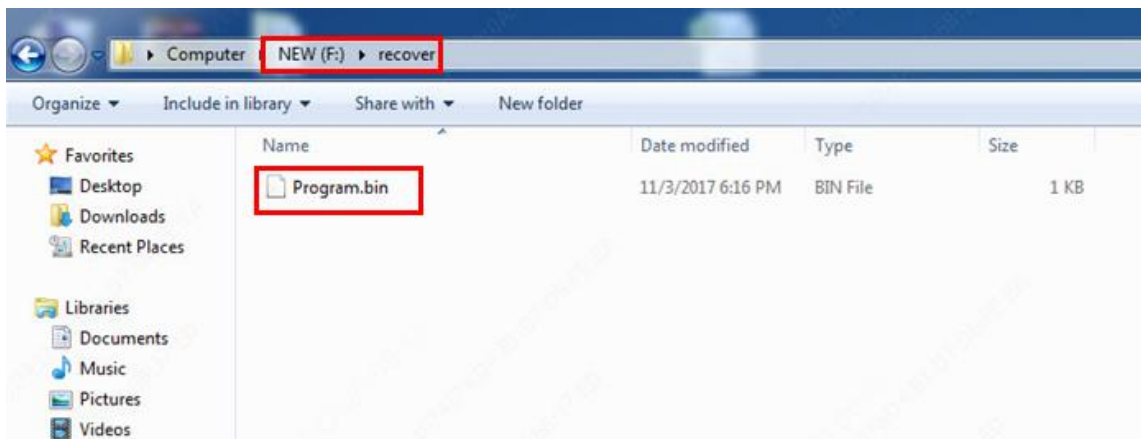 Computer NEW (F:) recover
Organize Include in library Share with New folder
Favorites
Desktop
Downloads
Recent Places
Libraries
Documents
Music
Pictures
Videos
Name Date modified Type Size
Program.bin 11/3/2017 6:16 PM BIN File 1 KB